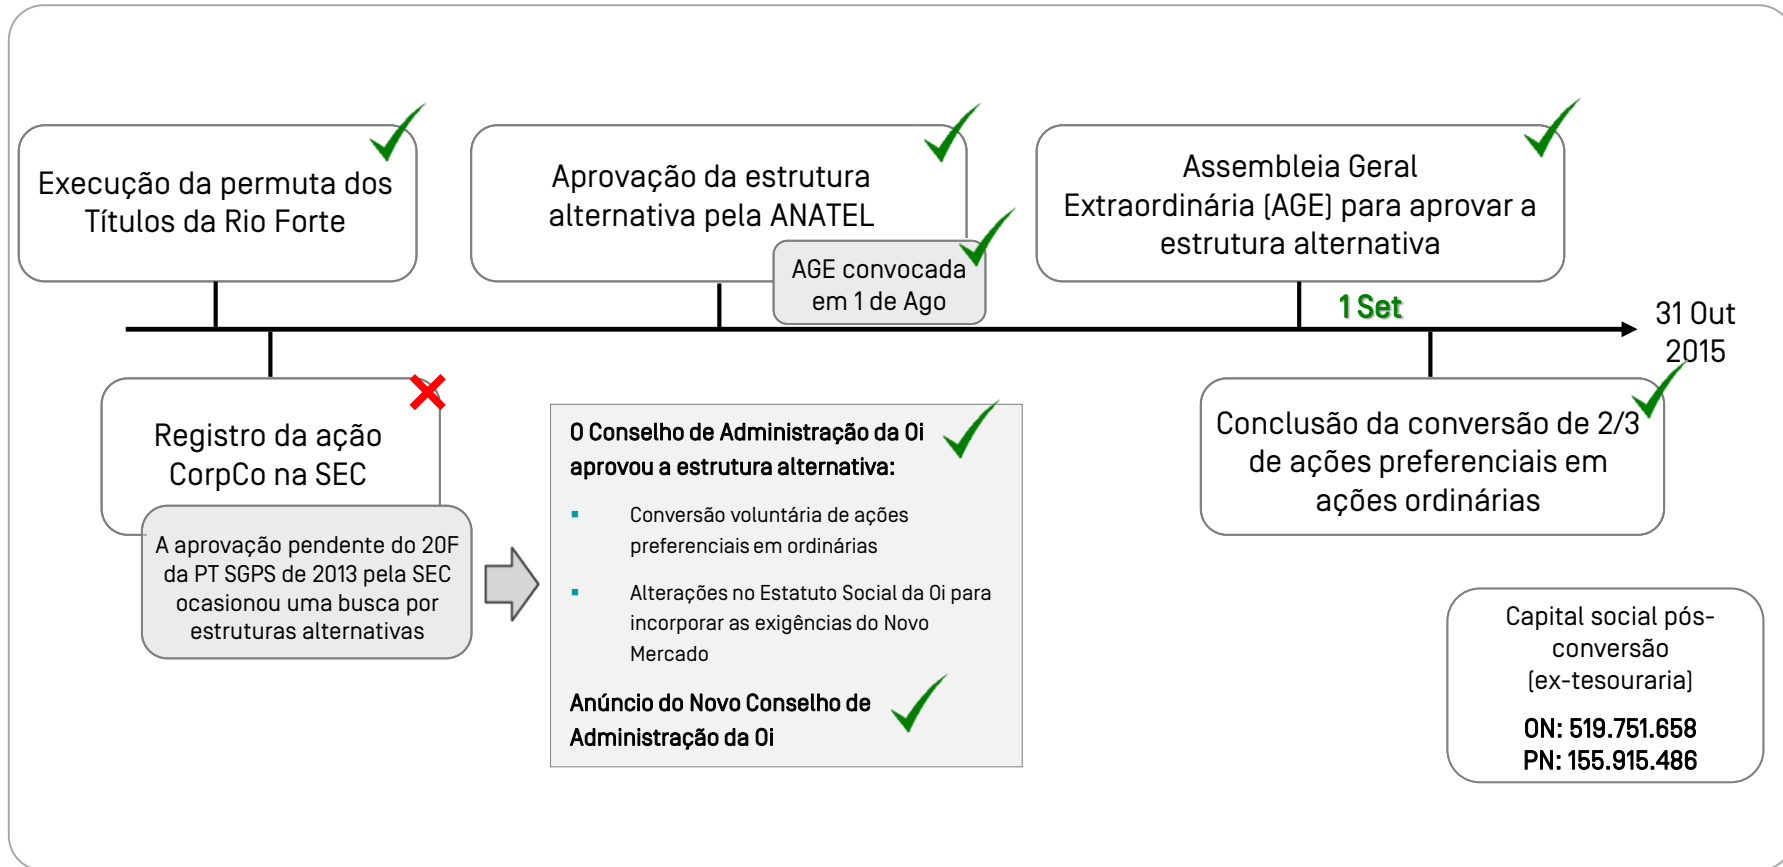 Execução da permuta dos
Títulos da Rio Forte
Aprovação da estrutura
alternativa pela ANATEL
AGE convocada
em 1 de Ago
Assembleia Geral
Extraordinária (AGE) para aprovar a
estrutura alternativa
1 Set
31 Out
2015
Registro da ação
CorpCo na SEC
A aprovação pendente do 20F
da PT SGPS de 2013 pela SEC
ocasionou uma busca por
estruturas alternativas
O Conselho de Administração da Oi
aprovou a estrutura alternativa:
▪ Conversão voluntária de ações
preferenciais em ordinárias
▪ Alterações no Estatuto Social da Oi para
incorporar as exigências do Novo
Mercado
Anúncio do Novo Conselho de
Administração da Oi
Conclusão da conversão de 2/3
de ações preferenciais em
ações ordinárias
Capital social pós-
conversão
(ex-tesouraria)
ON: 519.751.658
PN: 155.915.486